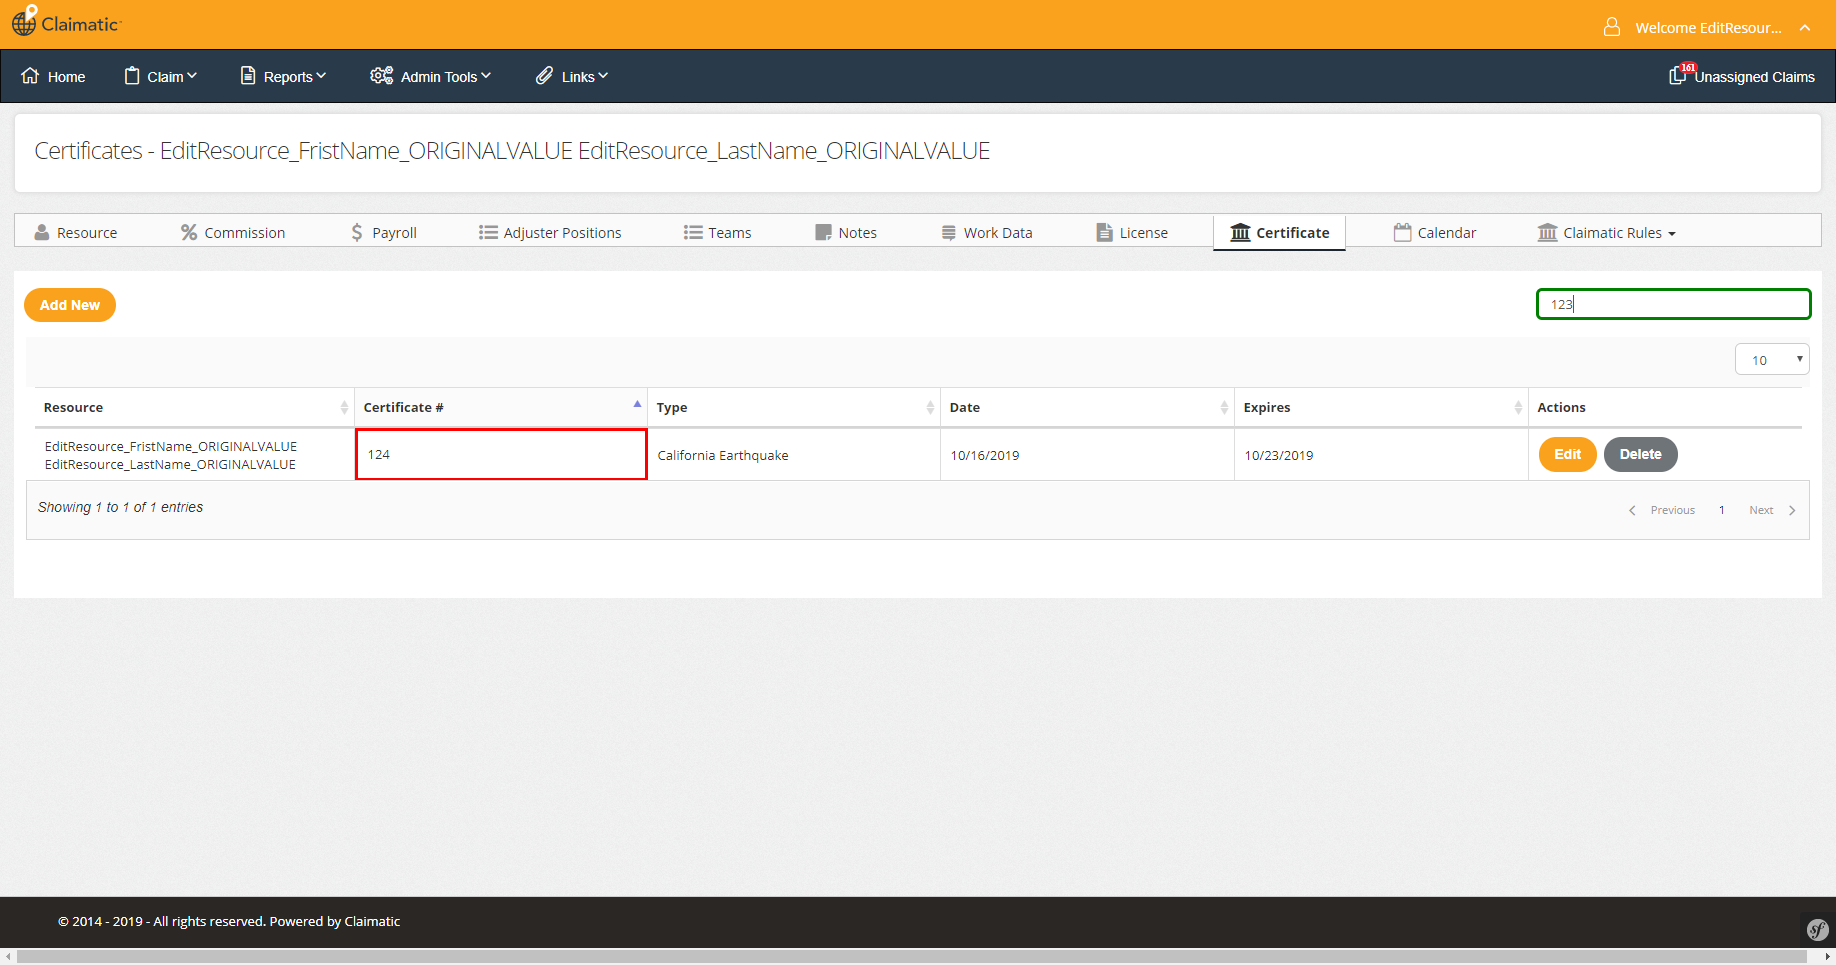 Claimatic
Welcome EditResour...
Home Claim Reports Admin Tools Links 161 Unassigned Claims
Certificates - EditResource_FristName_ORIGINALVALUE EditResource_LastName_ORIGINALVALUE
Resource Commission Payroll Adjuster Positions Teams Notes Work Data License Certificate Calendar Claimatic Rules
Add New 123
10
Resource Certificate # Type Date Expires Actions
EditResource_FristName_ORIGINALVALUE
EditResource_LastName_ORIGINALVALUE
124 California Earthquake 10/16/2019 10/23/2019 Edit Delete
Showing 1 to 1 of 1 entries Previous 1 Next
© 2014 - 2019 - All rights reserved. Powered by Claimatic
sf